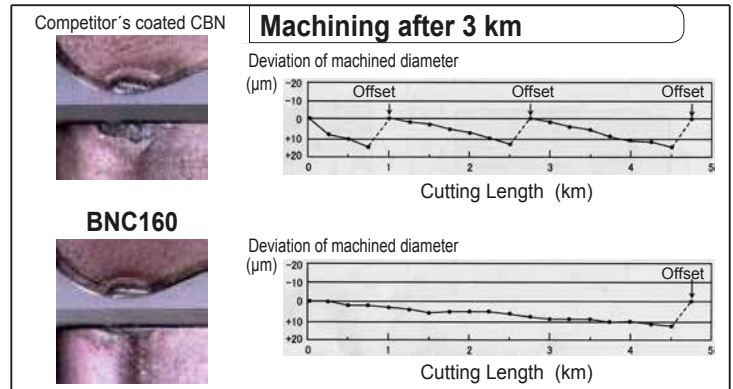 Competitor´s coated CBN
Machining after 3 km
Deviation of machined diameter
(µm)
-20
-10
0
+10
+20
Offset Offset Offset
0 1 2 3 4 5
Cutting Length (km)
BNC160
Deviation of machined diameter
(µm)
-20
-10
0
+10
+20
Offset
0 1 2 3 4 5
Cutting Length (km)